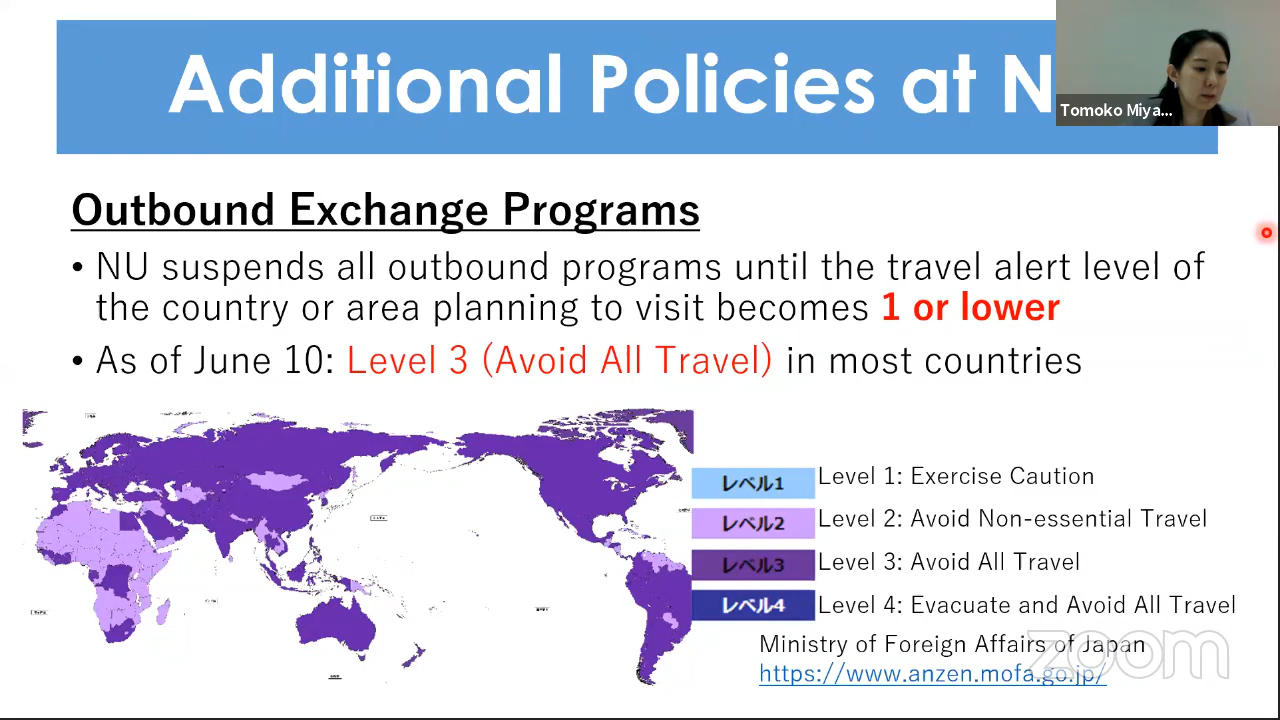 Additional Policies at N
Tomoko Miya...
Outbound Exchange Programs
• NU suspends all outbound programs until the travel alert level of
the country or area planning to visit becomes 1 or lower
• As of June 10: Level 3 (Avoid All Travel) in most countries
レベル1 Level 1: Exercise Caution
レベル2 Level 2: Avoid Non-essential Travel
レベル3 Level 3: Avoid All Travel
レベル4 Level 4: Evacuate and Avoid All Travel
Ministry of Foreign Affairs of Japan
https://www.anzen.mofa.go.jp/
zoom